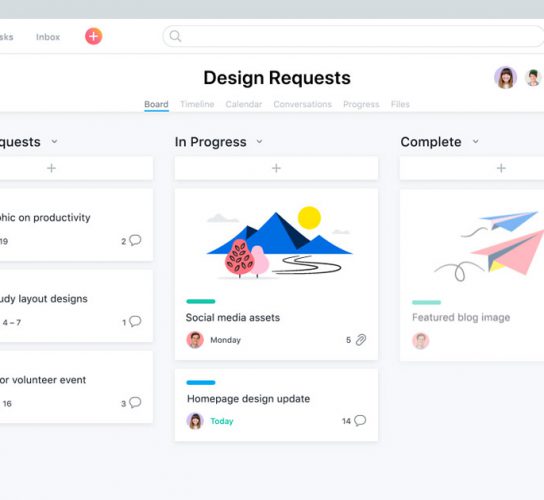 sks Inbox
Design Requests
Board Timeline Calendar Conversations Progress Files
quests
In Progress
Complete
phic on productivity
19 2
udy layout designs
4 – 7 1
or volunteer event
16 3
Social media assets
Monday 5
Homepage design update
Today 14
Featured blog image